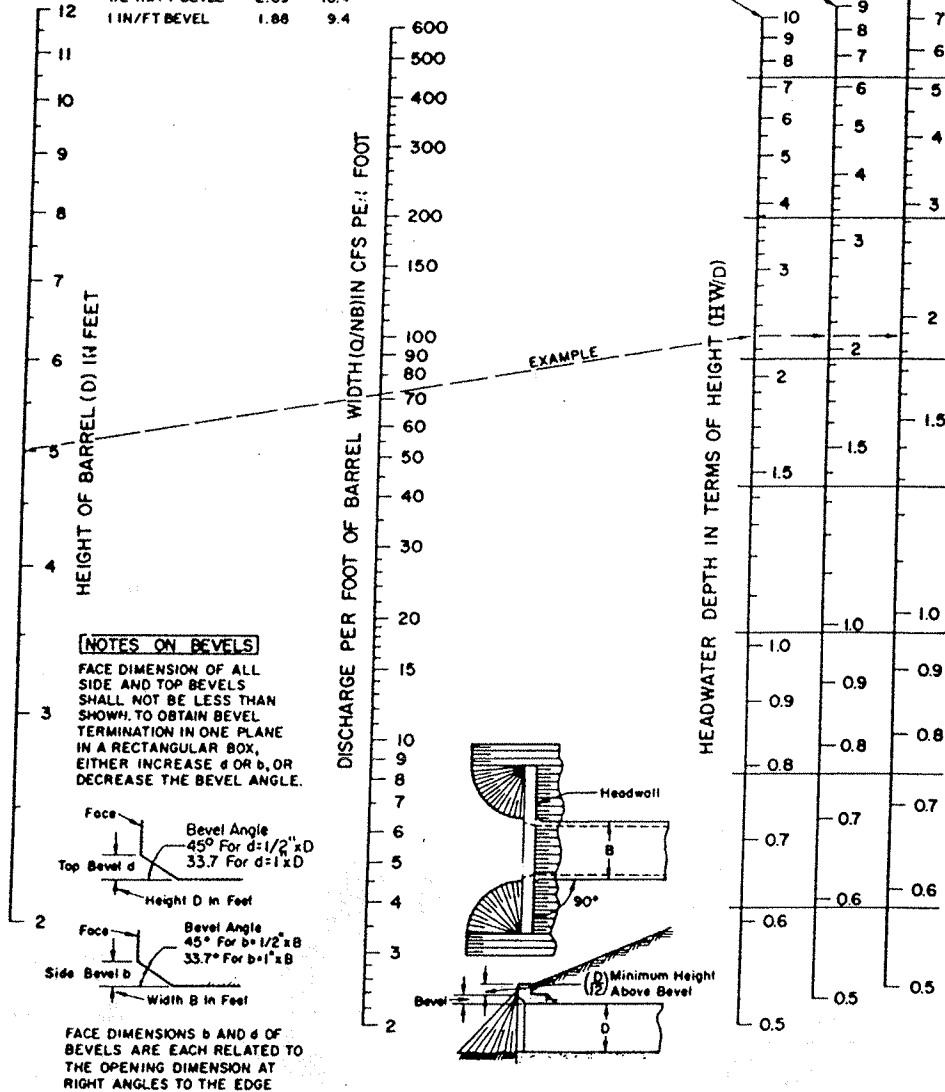 1 IN/FT BEVEL 1.88 9.4
12
11
10
9
8
7
6
5
4
3
2
HEIGHT OF BARREL (D) IN FEET
600
500
400
300
200
150
100
90
80
70
60
50
40
30
20
15
10
9
8
7
6
5
4
3
2
DISCHARGE PER FOOT OF BARREL WIDTH (Q/NB) IN CFS PER FOOT
EXAMPLE
HEADWATER DEPTH IN TERMS OF HEIGHT (HW/D)
10
9
8
7
6
5
4
3
2
1.5
1.0
0.9
0.8
0.7
0.6
0.5
9
8
7
6
5
4
3
2
1.5
1.0
0.9
0.8
0.7
0.6
0.5
7
6
5
4
3
2
1.5
1.0
0.9
0.8
0.7
0.6
0.5
NOTES ON BEVELS
FACE DIMENSION OF ALL
SIDE AND TOP BEVELS
SHALL NOT BE LESS THAN
SHOWN. TO OBTAIN BEVEL
TERMINATION IN ONE PLANE
IN A RECTANGULAR BOX,
EITHER INCREASE d OR b, OR
DECREASE THE BEVEL ANGLE.
Face
Bevel Angle
45° For d=1/2"xD
33.7 For d=1"xD
Top Bevel d
Height D In Feet
Face
Bevel Angle
45° For b=1/2"xB
33.7° For b=1"xB
Side Bevel b
Width B In Feet
FACE DIMENSIONS b AND d OF
BEVELS ARE EACH RELATED TO
THE OPENING DIMENSION AT
RIGHT ANGLES TO THE EDGE
Headwall
B
90°
(D/12) Minimum Height
Above Bevel
Bevel
D